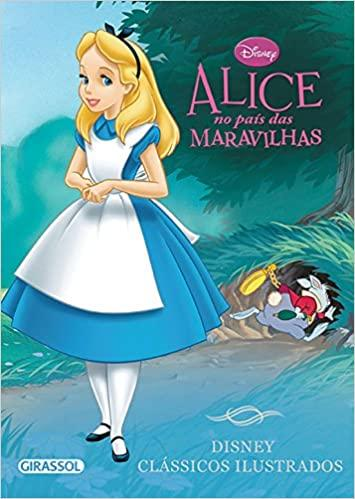 Disney
ALICE
no país das
MARAVILHAS
DISNEY
CLÁSSICOS ILUSTRADOS
GIRASSOL